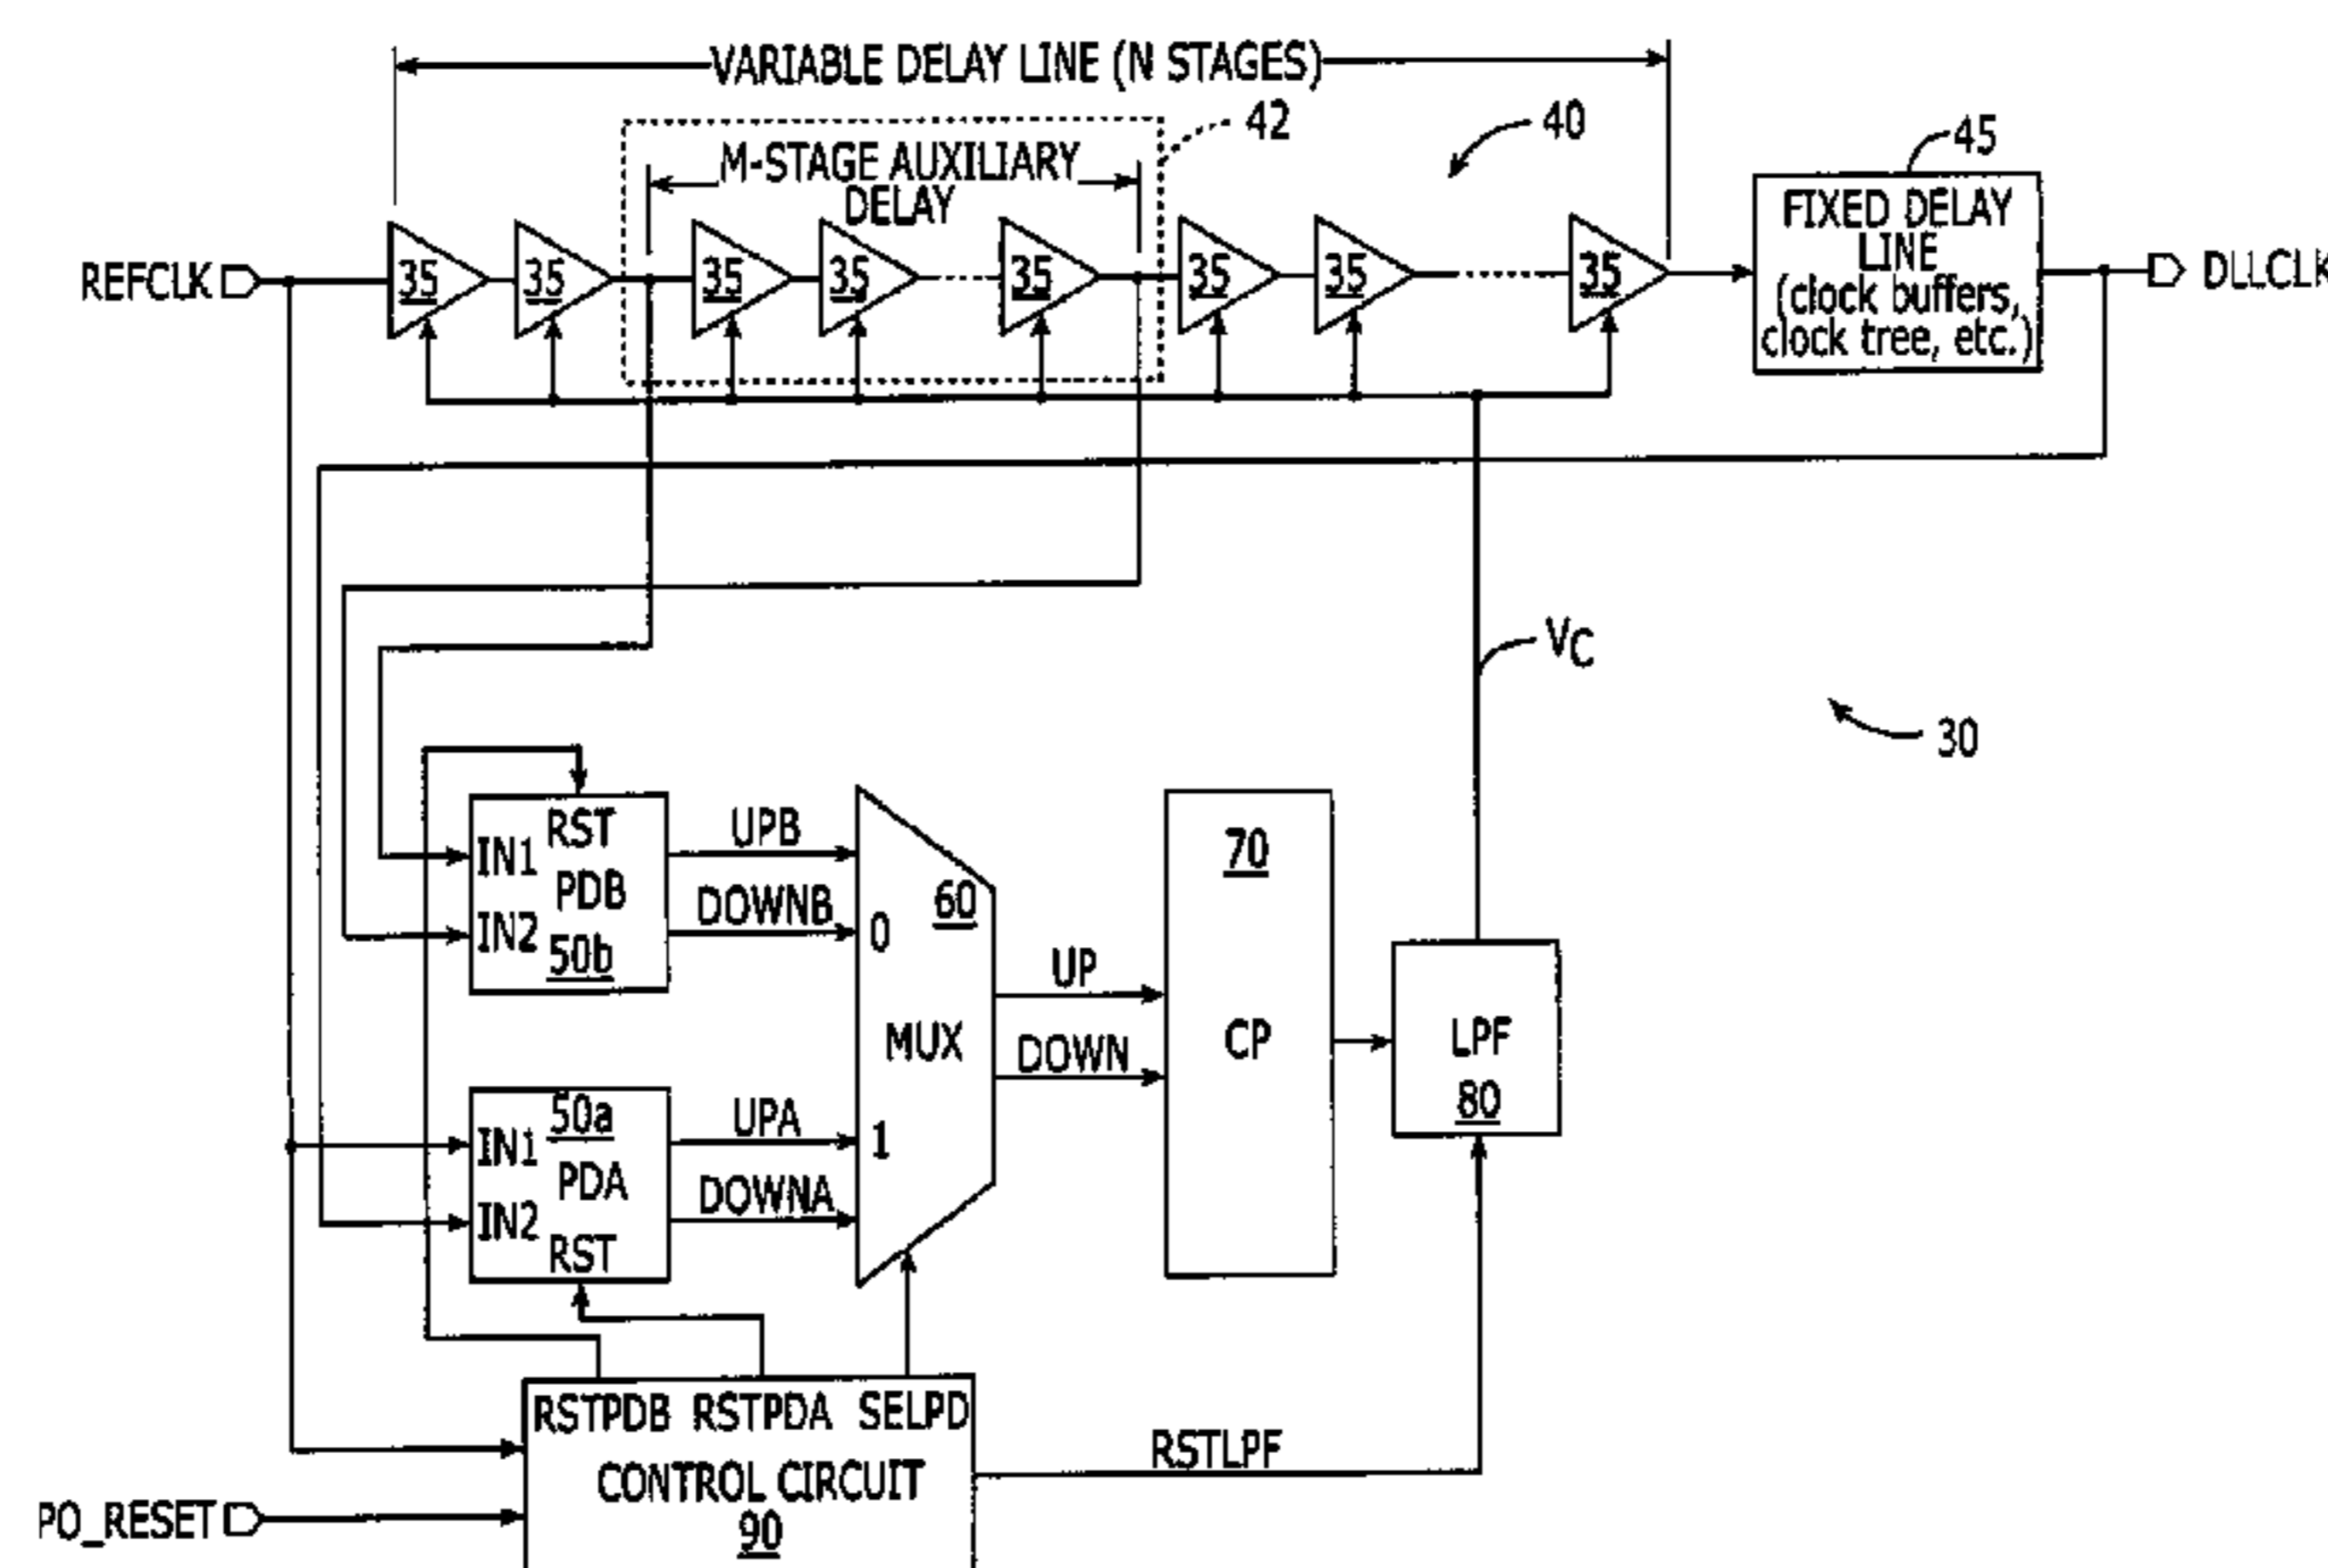 VARIABLE DELAY LINE (N STAGES)
42
40
45
M-STAGE AUXILIARY
DELAY
FIXED DELAY
LINE
(clock buffers,
clock tree, etc.)
REFCLK
35
35
35
35
35
35
35
35
DLLCLK
VC
30
RST
IN1
PDB
IN2
50b
UPB
DOWNB
60
0
MUX
1
70
CP
UP
DOWN
LPF
80
50a
IN1
PDA
IN2
RST
UPA
DOWNA
RSTPDB RSTPDA SELPD
CONTROL CIRCUIT
90
RSTLPF
PO_RESET